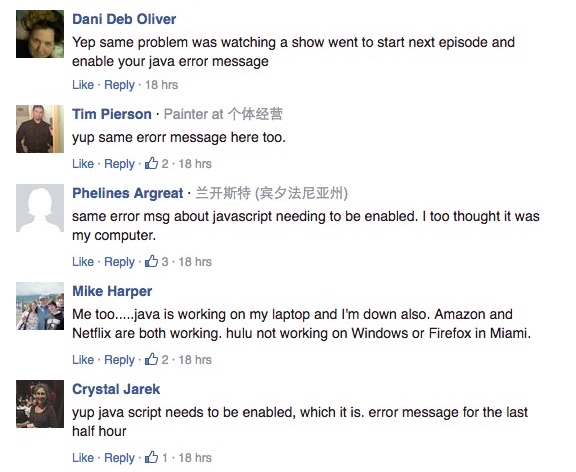 Dani Deb Oliver
Yep same problem was watching a show went to start next episode and
enable your java error message
Like · Reply · 18 hrs
Tim Pierson · Painter at 个体经营
yup same erorr message here too.
Like · Reply · 2 · 18 hrs
Phelines Argreat · 兰开斯特 (宾夕法尼亚州)
same error msg about javascript needing to be enabled. I too thought it was
my computer.
Like · Reply · 3 · 18 hrs
Mike Harper
Me too.....java is working on my laptop and I'm down also. Amazon and
Netflix are both working. hulu not working on Windows or Firefox in Miami.
Like · Reply · 2 · 18 hrs
Crystal Jarek
yup java script needs to be enabled, which it is. error message for the last
half hour
Like · Reply · 1 · 18 hrs